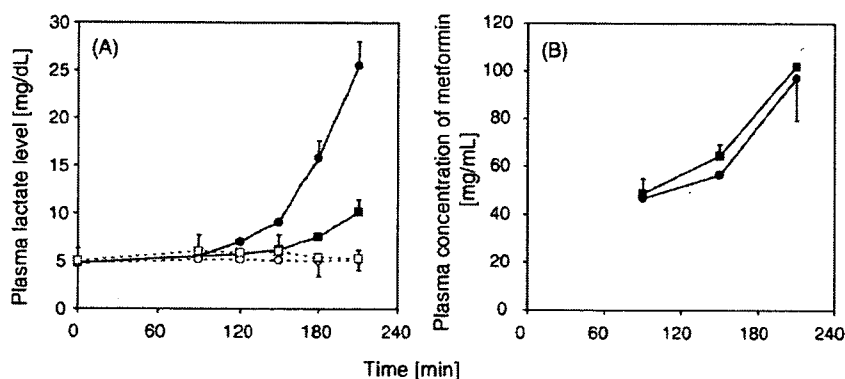 (A)
Plasma lactate level [mg/dL]
30
25
20
15
10
5
0
0 60 120 180 240
(B)
Plasma concentration of metformin
[mg/mL]
120
100
80
60
40
20
0
0 60 120 180 240
Time [min]